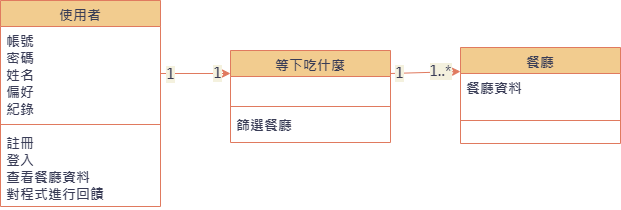 使用者
帳號
密碼
姓名
偏好
紀錄
註冊
登入
查看餐廳資料
對程式進行回饋
1
1
等下吃什麼
篩選餐廳
1
1..*
餐廳
餐廳資料